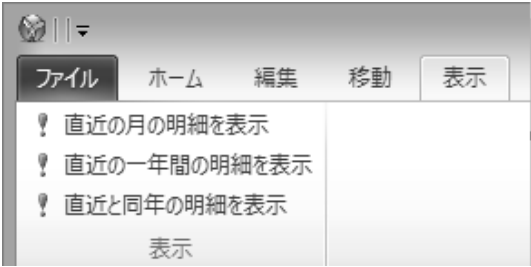 ファイル ホーム 編集 移動 表示
直近の月の明細を表示
直近の一年間の明細を表示
直近と同年の明細を表示
表示